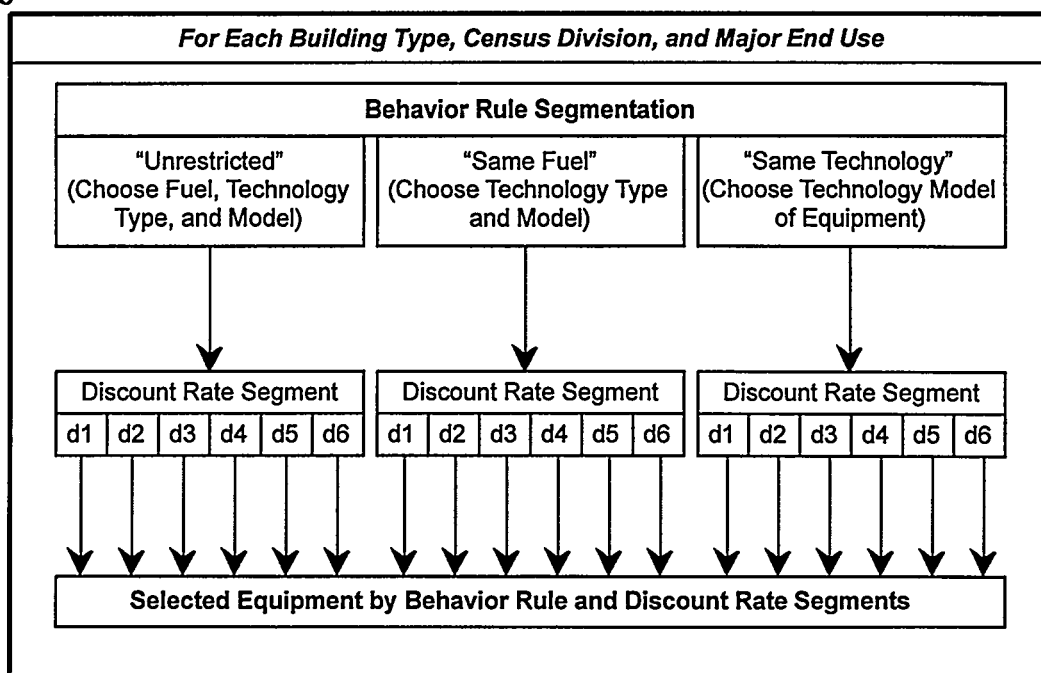 For Each Building Type, Census Division, and Major End Use
Behavior Rule Segmentation
“Unrestricted”
(Choose Fuel, Technology
Type, and Model)
“Same Fuel”
(Choose Technology Type
and Model)
“Same Technology”
(Choose Technology Model
of Equipment)
Discount Rate Segment
d1 d2 d3 d4 d5 d6
Discount Rate Segment
d1 d2 d3 d4 d5 d6
Discount Rate Segment
d1 d2 d3 d4 d5 d6
Selected Equipment by Behavior Rule and Discount Rate Segments